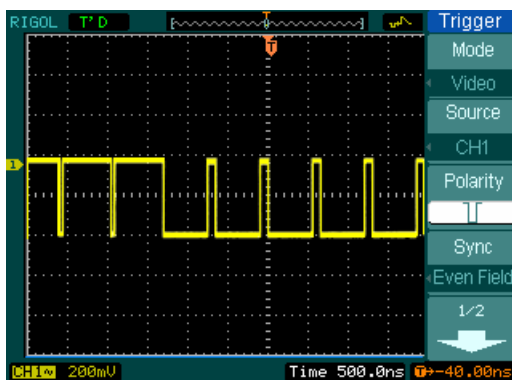 RIGOL T'D
Trigger
Mode
Video
Source
CH1
Polarity
Sync
Even Field
1/2
T
1
CH1~ 200mV Time 500.0ns T→-40.00ns